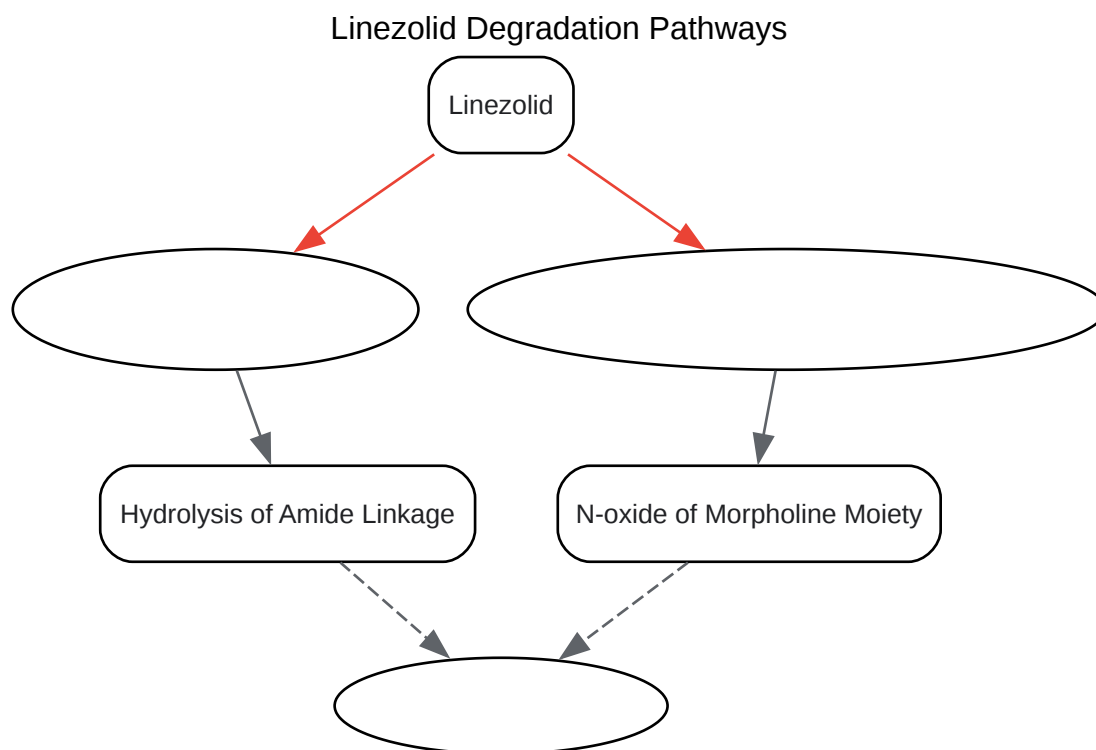 Linezolid Degradation Pathways
Linezolid
Hydrolysis of Amide Linkage
N-oxide of Morpholine Moiety